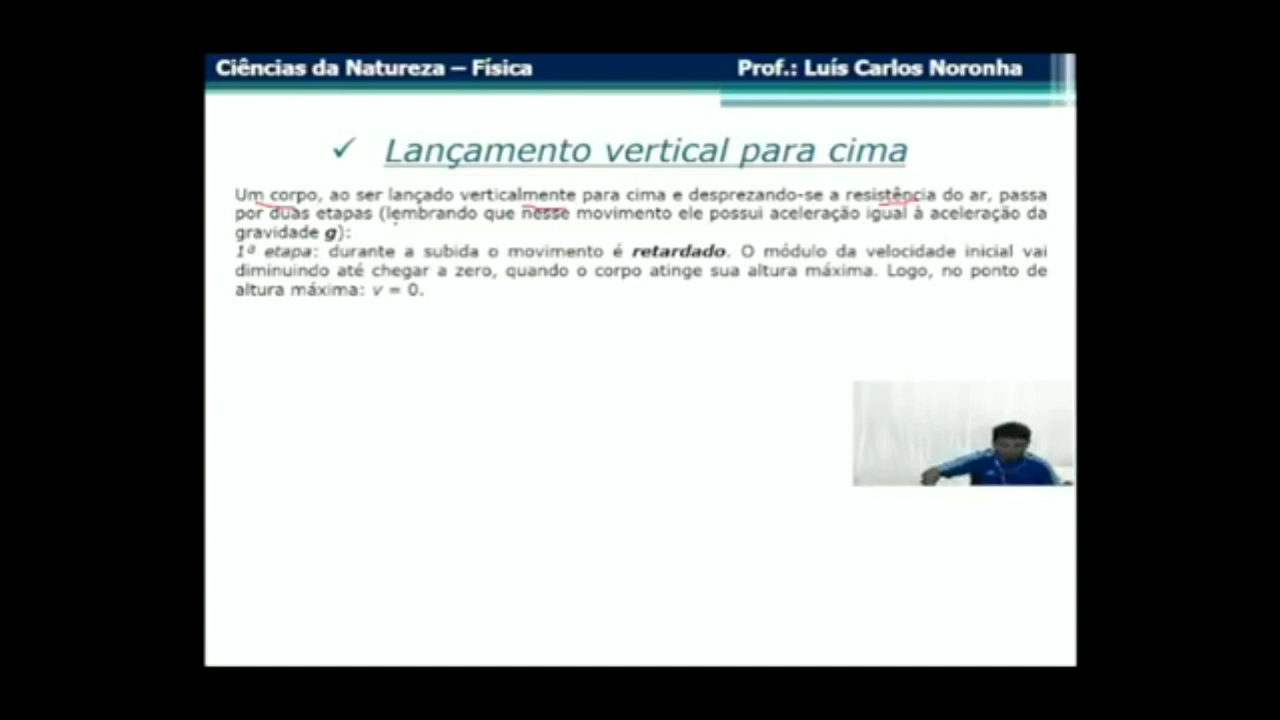 Ciências da Natureza – Física
Prof.: Luís Carlos Noronha
✓ Lançamento vertical para cima
Um corpo, ao ser lançado verticalmente para cima e desprezando-se a resistência do ar, passa
por duas etapas (lembrando que nesse movimento ele possui aceleração igual à aceleração da
gravidade g):
1ª etapa: durante a subida o movimento é retardado. O módulo da velocidade inicial vai
diminuindo até chegar a zero, quando o corpo atinge sua altura máxima. Logo, no ponto de
altura máxima: v = 0.